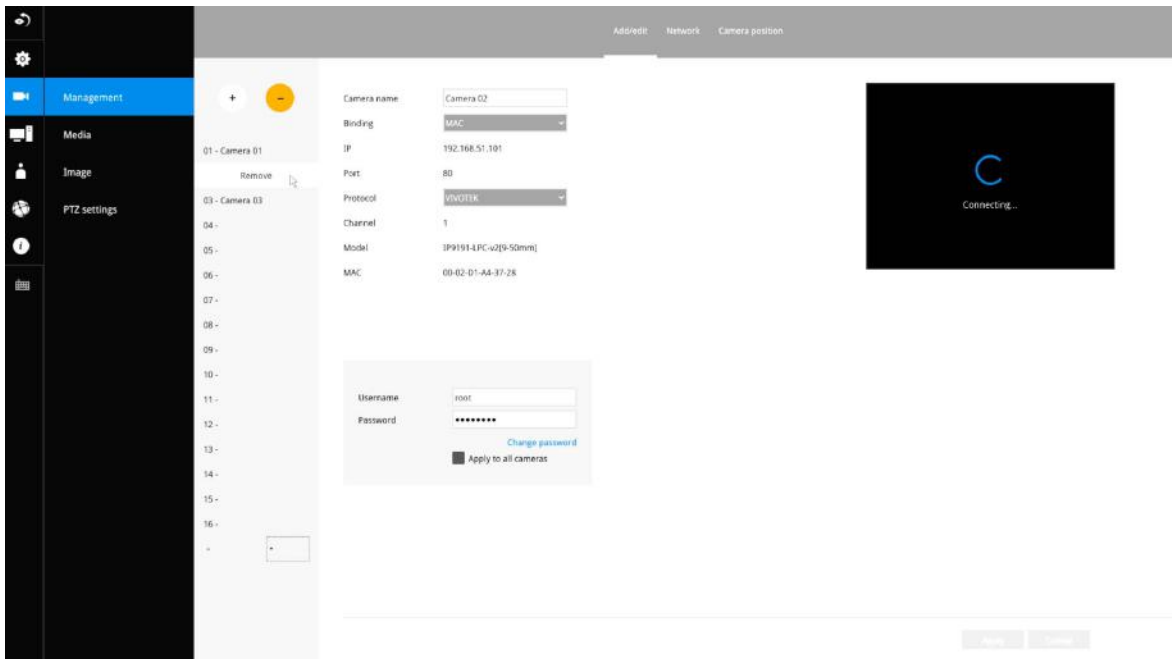 Add/edit Network Camera position
Management
Media
Image
PTZ settings
+ -
01 - Camera 01
Remove
03 - Camera 03
04 -
05 -
06 -
07 -
08 -
09 -
10 -
11 -
12 -
13 -
14 -
15 -
16 -
Camera name Camera 02
Binding MAC
IP 192.168.51.101
Port 80
Protocol VIVOTEK
Channel 1
Model IP9191-LPC-v2[9-50mm]
MAC 00-02-D1-A4-37-28
Username root
Password ••••••••
Change password
Apply to all cameras
Connecting...
Apply Cancel